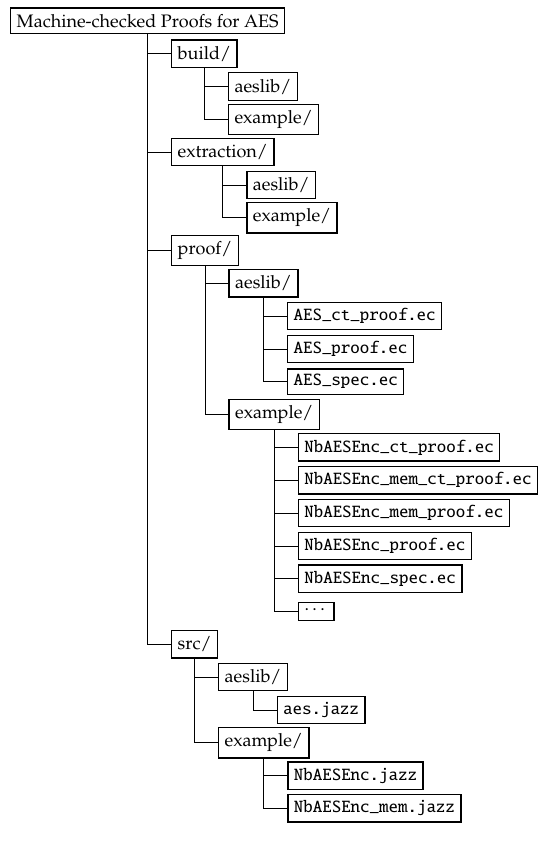 Machine-checked Proofs for AES
build/
aeslib/
example/
extraction/
aeslib/
example/
proof/
aeslib/
AES_ct_proof.ec
AES_proof.ec
AES_spec.ec
example/
NbAESEnc_ct_proof.ec
NbAESEnc_mem_ct_proof.ec
NbAESEnc_mem_proof.ec
NbAESEnc_proof.ec
NbAESEnc_spec.ec
...
src/
aeslib/
aes.jazz
example/
NbAESEnc.jazz
NbAESEnc_mem.jazz